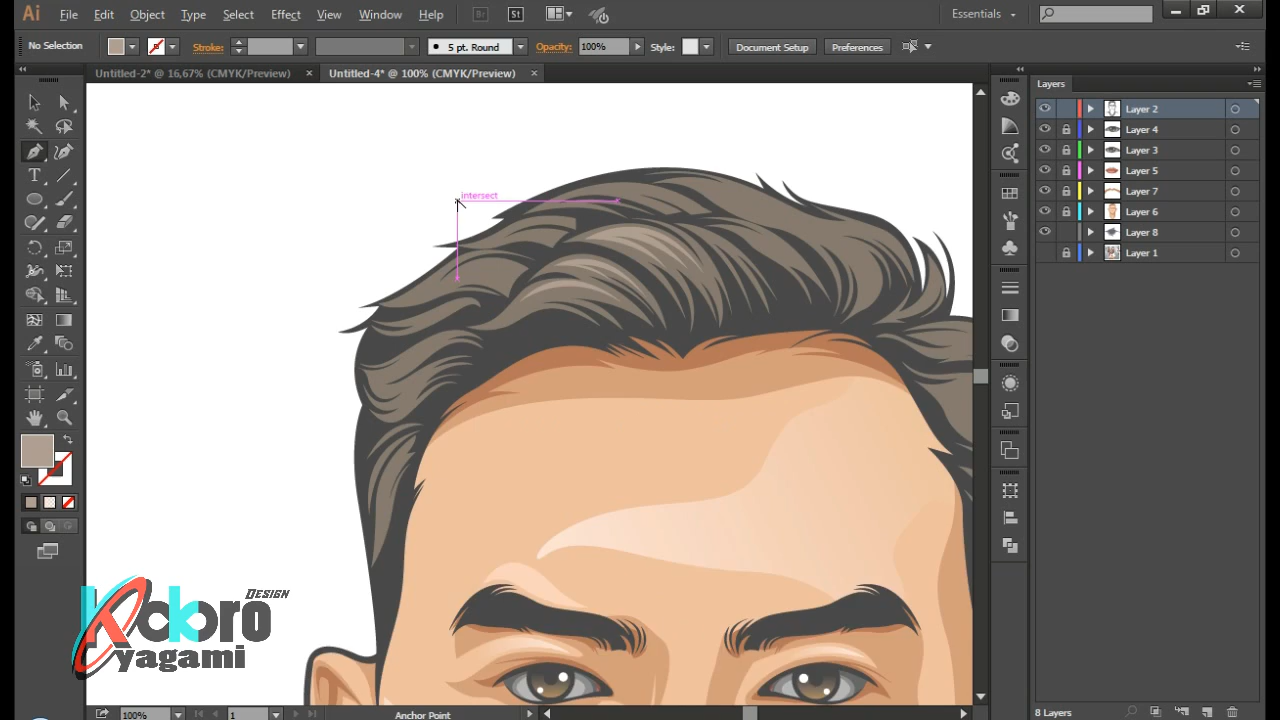 Ai File Edit Object Type Select Effect View Window Help Br St Essentials
No Selection Stroke: 5 pt. Round Opacity: 100% Style: Document Setup Preferences
Untitled-2* @ 16,67% (CMYK/Preview) × Untitled-4* @ 100% (CMYK/Preview) ×
Layers
Layer 2
Layer 4
Layer 3
Layer 5
Layer 7
Layer 6
Layer 8
Layer 1
intersect
Design
Kokoro
yagami
100% 1 Anchor Point 8 Layers